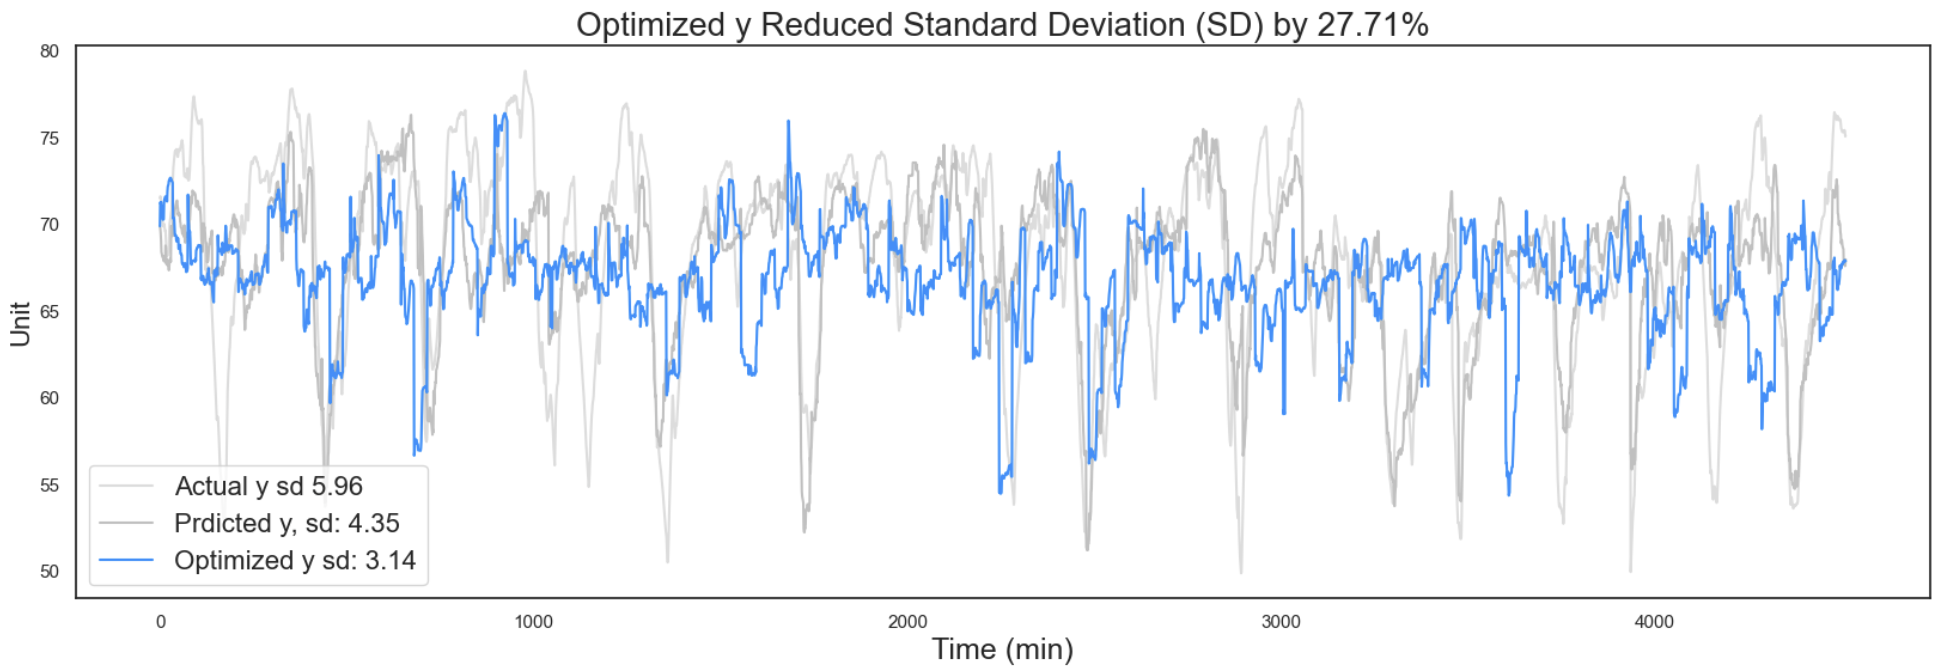 Optimized y Reduced Standard Deviation (SD) by 27.71%
80
75
70
65
60
55
50
Unit
Actual y sd 5.96
Prdicted y, sd: 4.35
Optimized y sd: 3.14
0 1000 2000 3000 4000
Time (min)